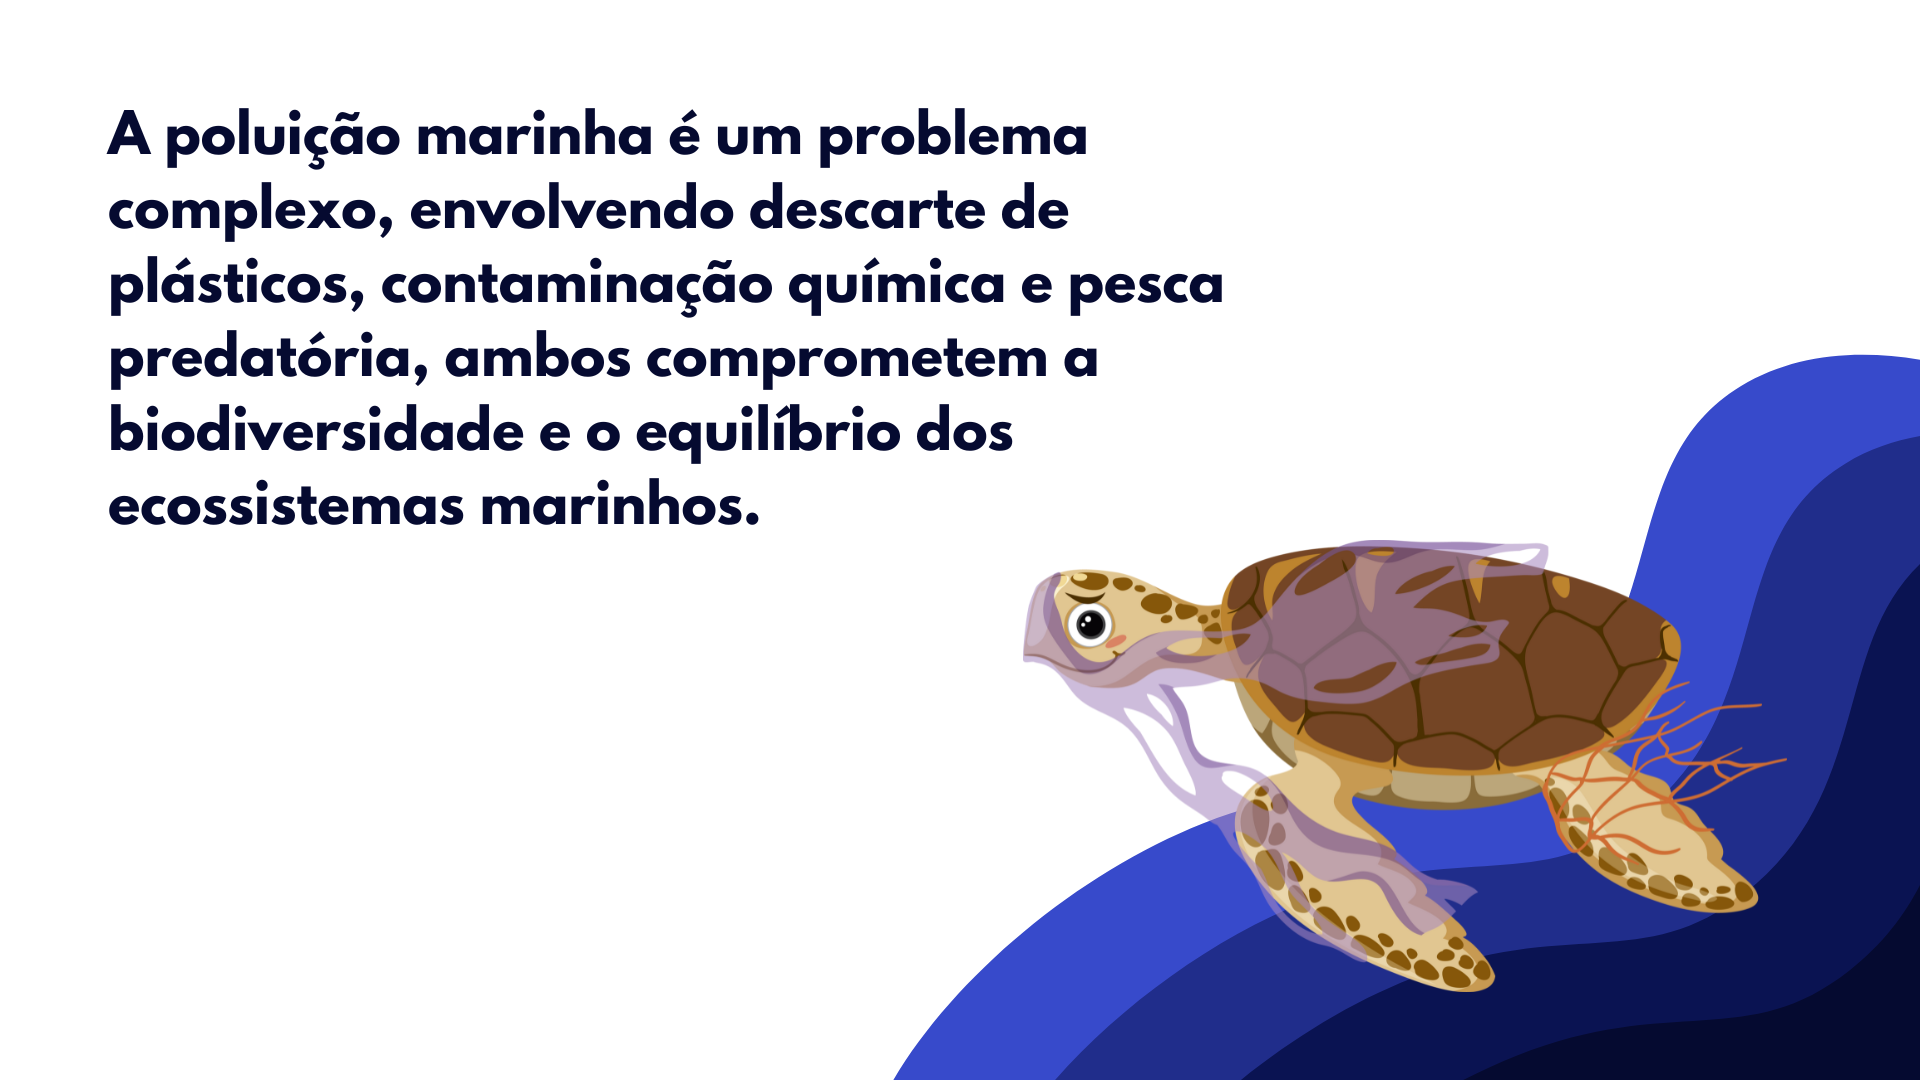 A poluição marinha é um problema
complexo, envolvendo descarte de
plásticos, contaminação química e pesca
predatória, ambos comprometem a
biodiversidade e o equilíbrio dos
ecossistemas marinhos.